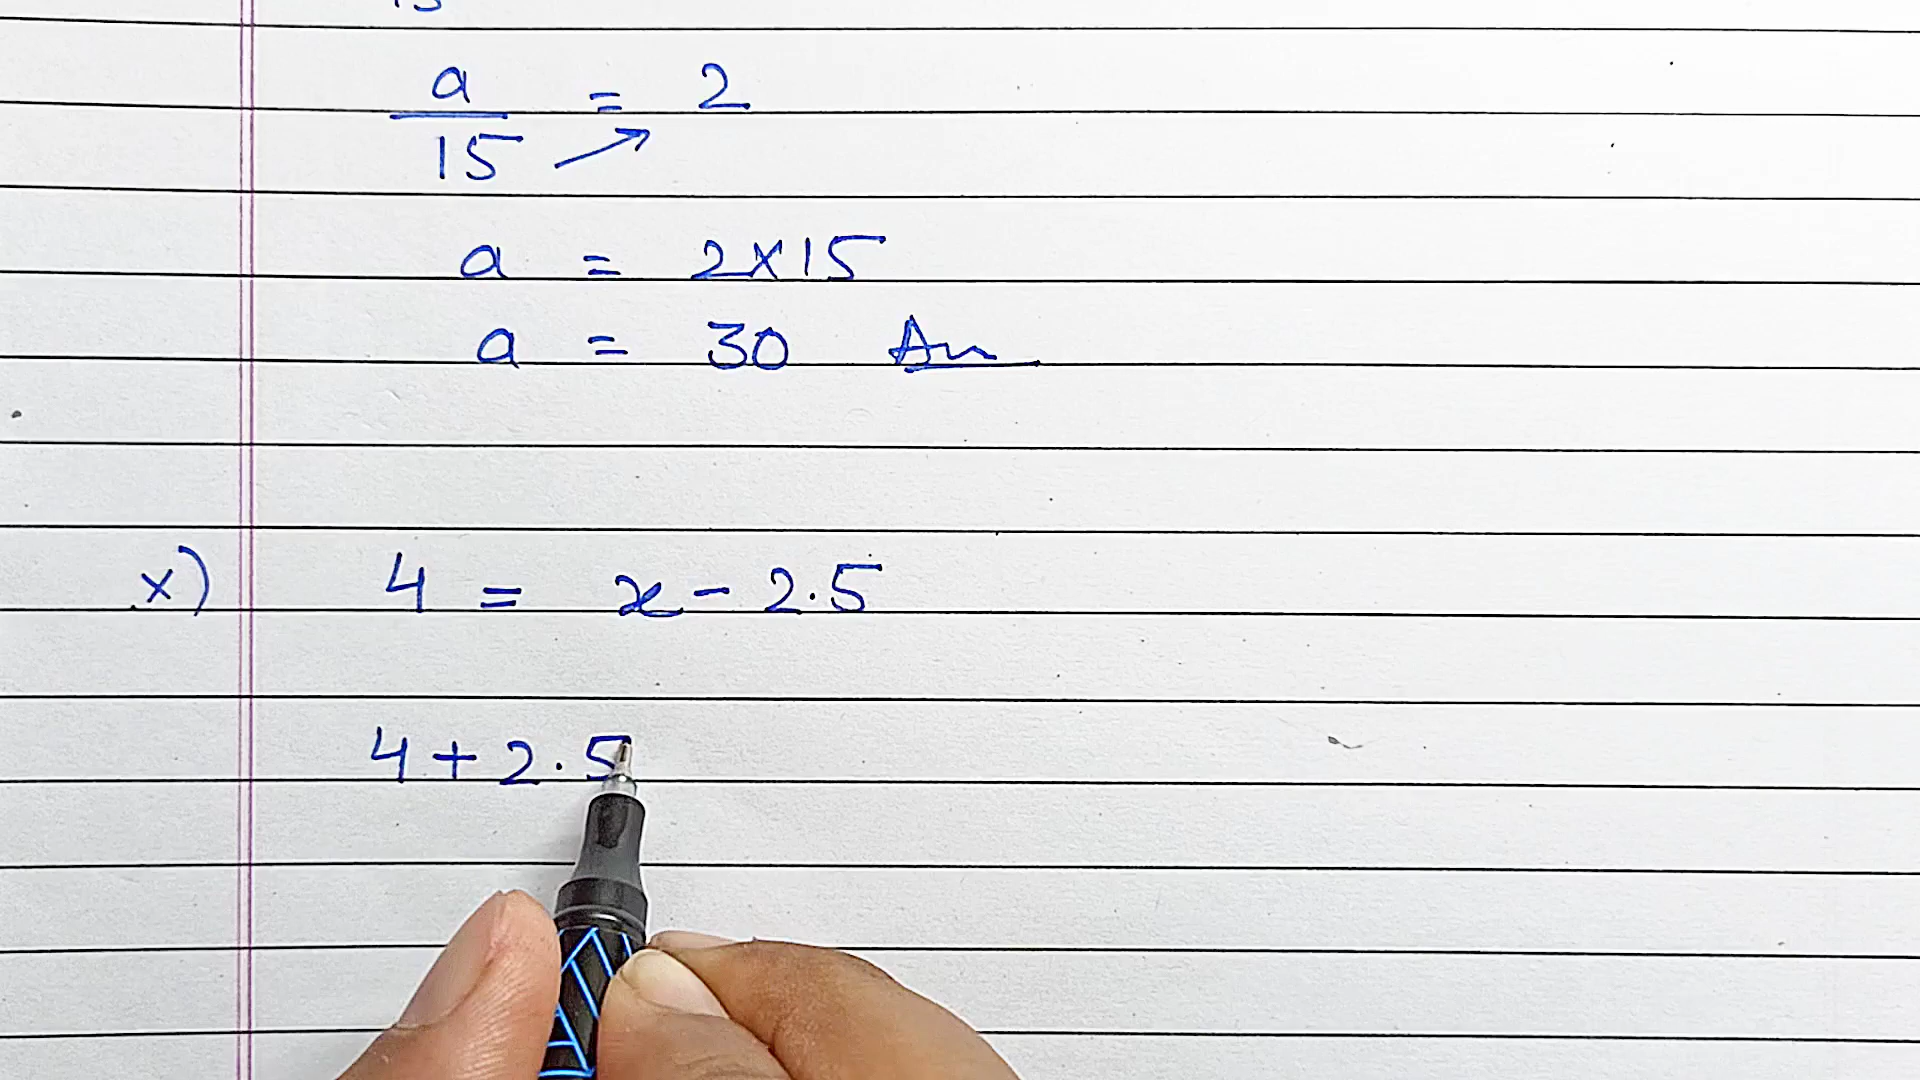 a/15 = 2
a = 2×15
a = 30 An
x) 4 = x - 2.5
4 + 2.5